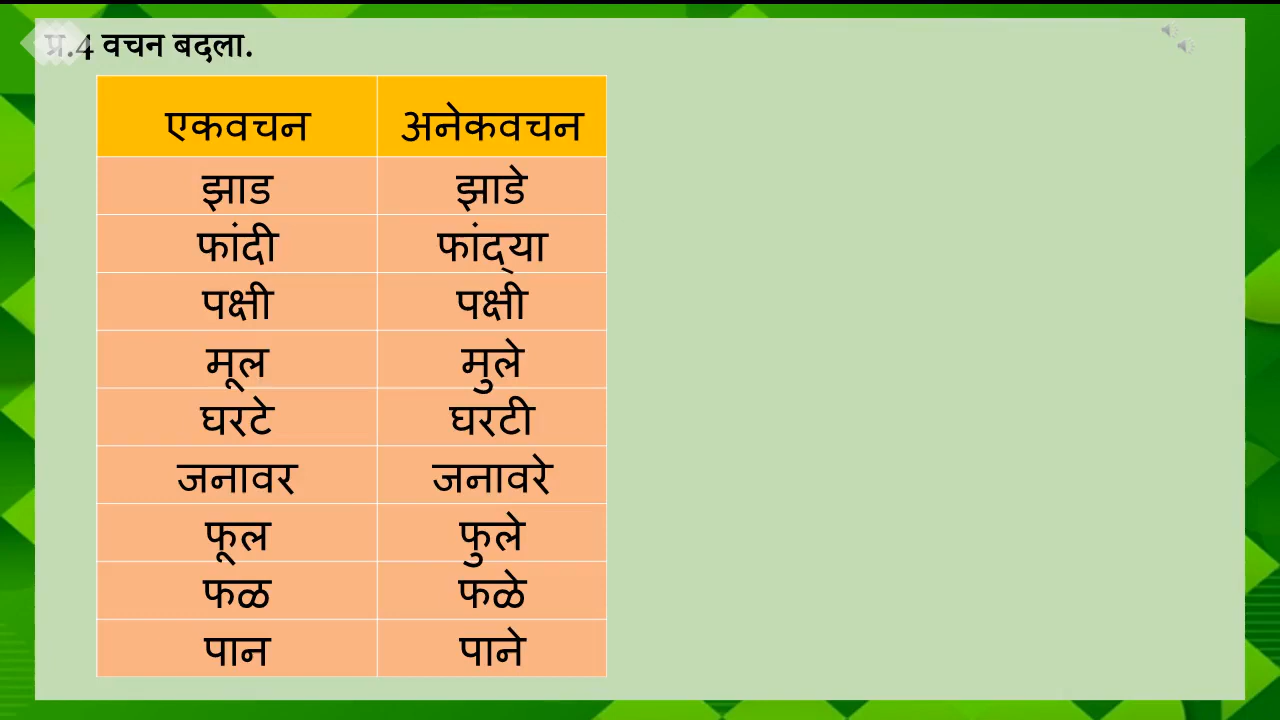 प्र.4 वचन बदला.
एकवचन अनेकवचन
झाड झाडे
फांदी फांद्‌या
पक्षी पक्षी
मूल मुले
घरटे घरटी
जनावर जनावरे
फूल फुले
फळ फळे
पान पाने